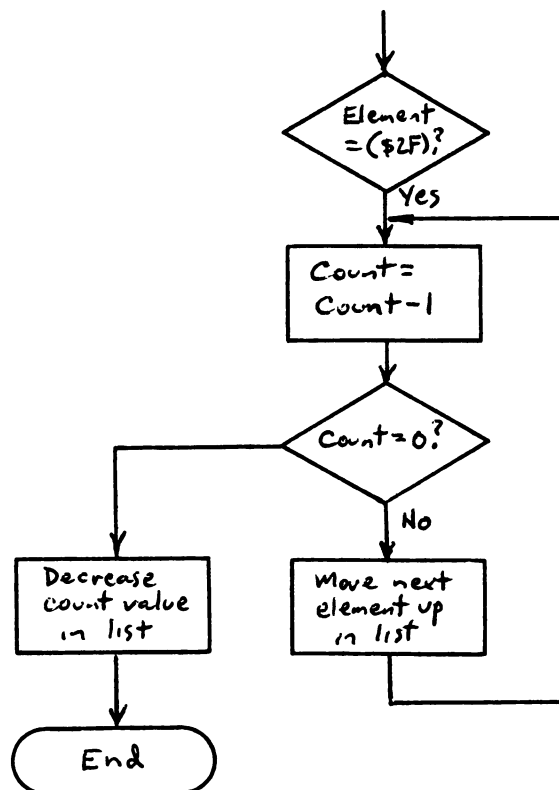 Element
= ($2F)?
Yes
Count =
Count - 1
Count = 0?
No
Decrease
count value
in list
Move next
element up
in list
End